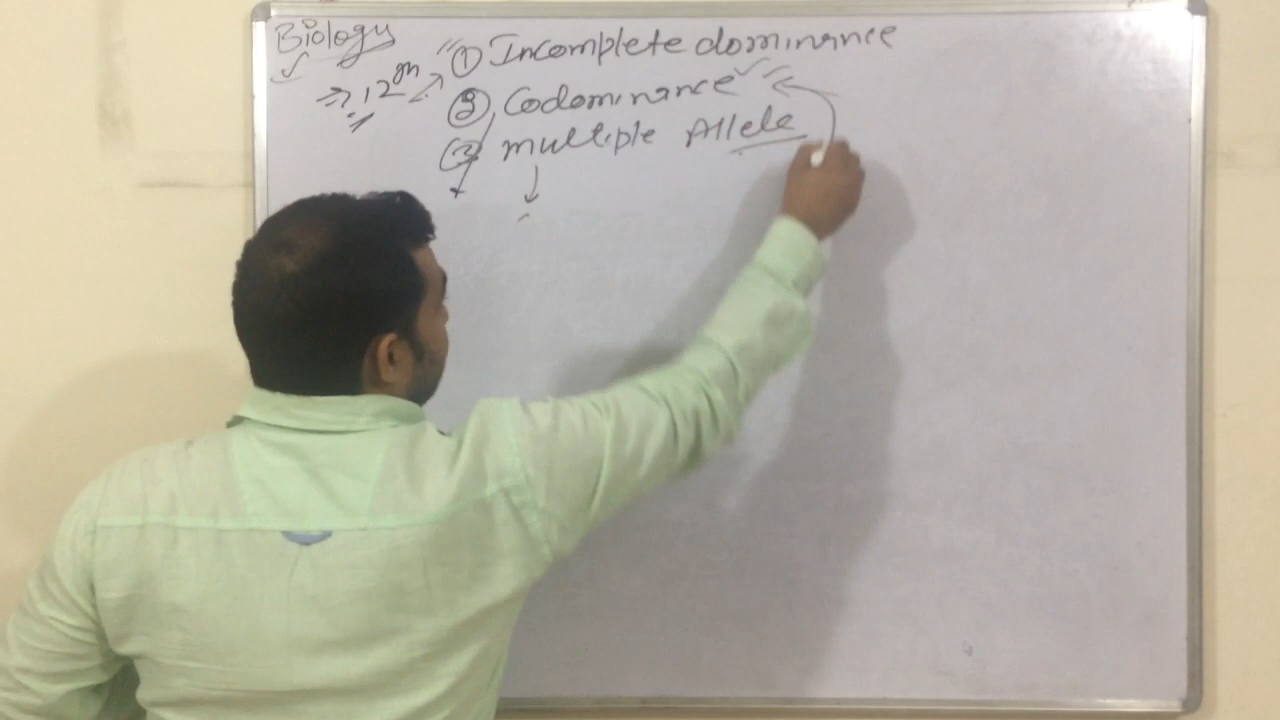 Biology
12th
① Incomplete dominance
③ Codominance
② multiple Allele